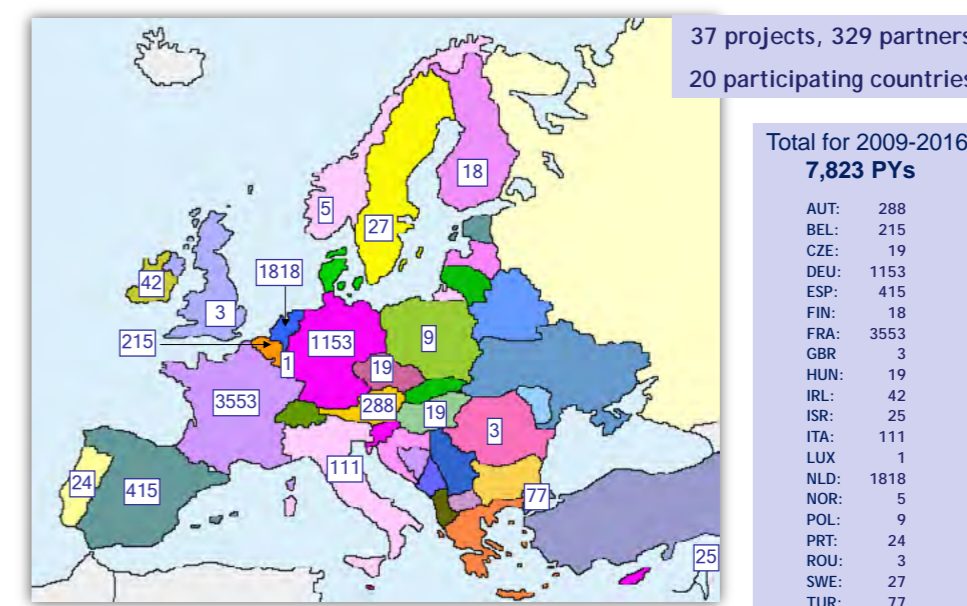 37 projects, 329 partners
20 participating countries
Total for 2009-2016
7,823 PYs
AUT: 288
BEL: 215
CZE: 19
DEU: 1153
ESP: 415
FIN: 18
FRA: 3553
GBR 3
HUN: 19
IRL: 42
ISR: 25
ITA: 111
LUX 1
NLD: 1818
NOR: 5
POL: 9
PRT: 24
ROU: 3
SWE: 27
TUR: 77
18
5
27
42
1818
3
215
1
1153
9
19
3553
288
19
3
111
24
415
77
25